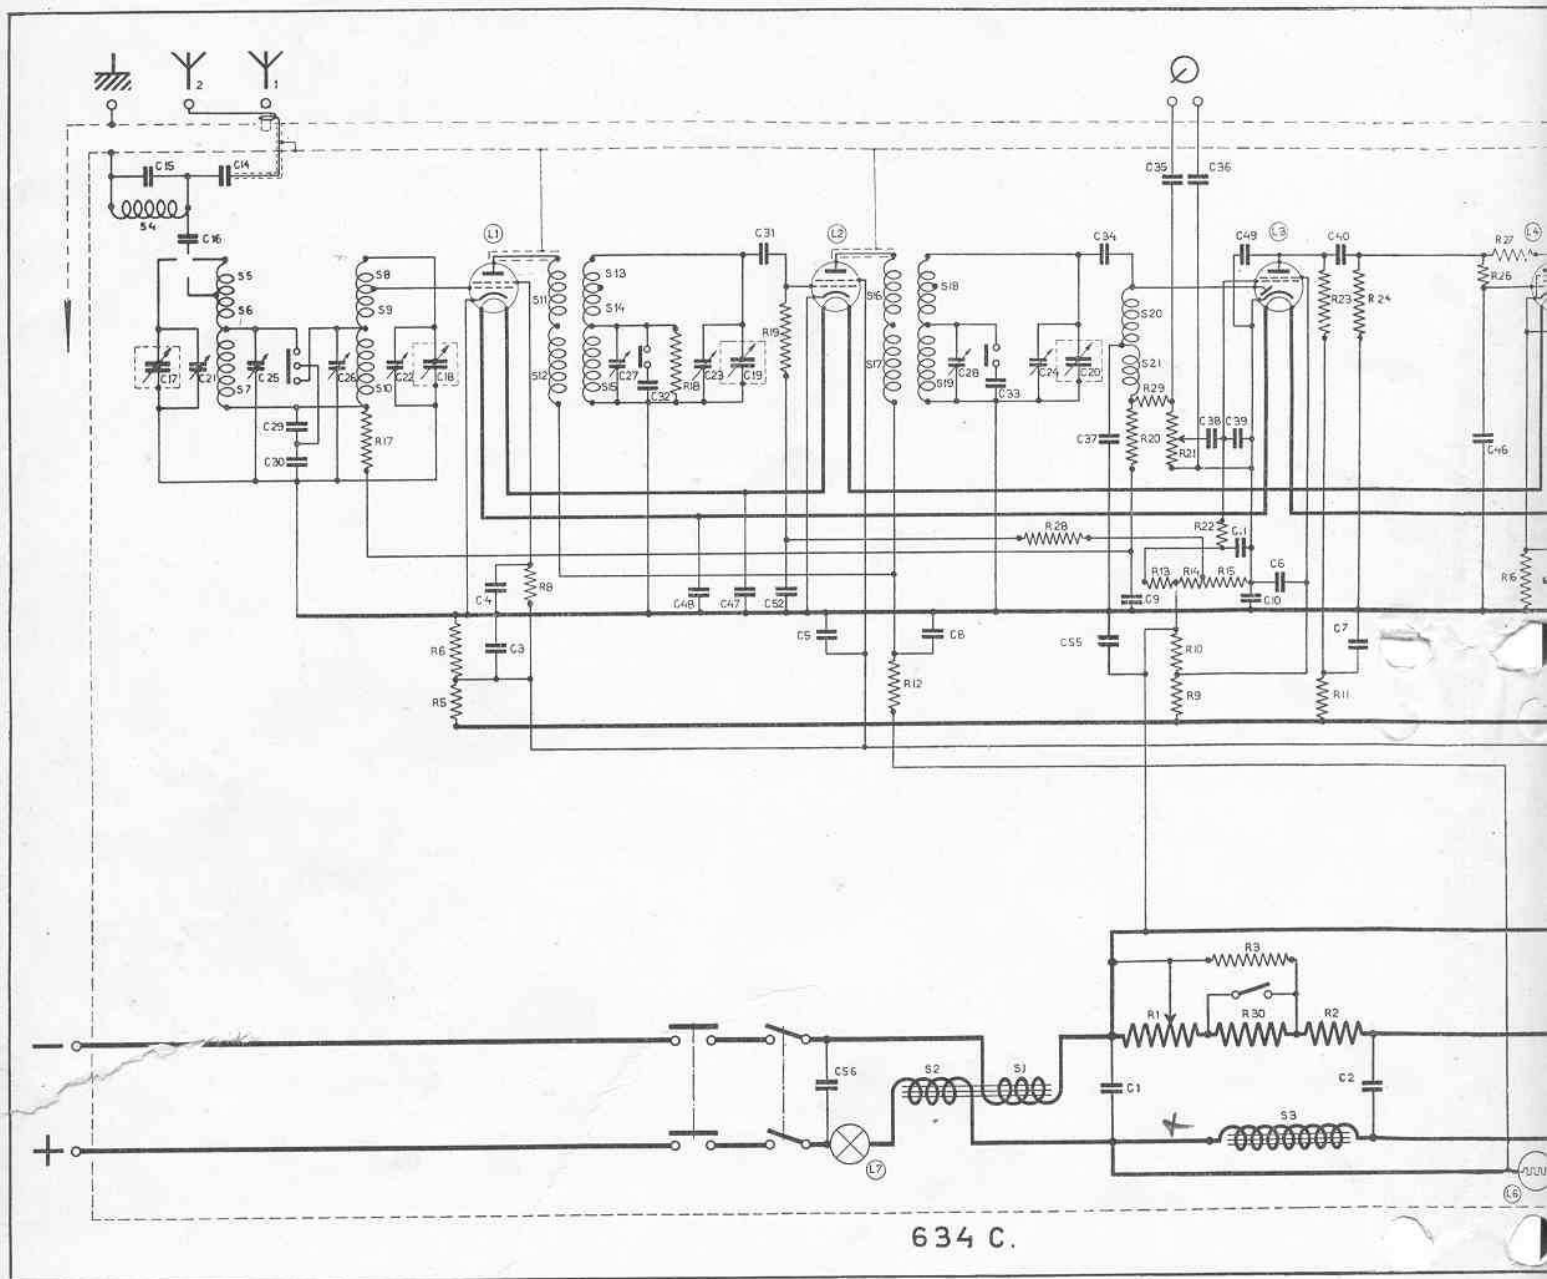 2 1
C15 C14
S4
C16
C35 C36
L1 C31 L2 C34 C49 L3 C40 R27 L4
S5 S8 S13 S18 R26
S6 S9 S11 S14 S16 S20 R23 R24
C17 C21 S7 C25 C26 S10 C22 C18 S12 S15 C27 C32 R18 C23 C19 R19 S17 S19 C28 C33 C24 C20 S21
R29
C29 R17 C37 R20 R21 C38 C39 C46
C30
R28 R22 C11
R13 R14 R15 C6 R16
C4 R8 C48 C47 C52 C9 C10
R6 C3 C5 C8 C55 R10 C7
R5 R12 R9 R11
R3
R1 R30 R2
−
C56 S2 S1 C1 C2
S3
+
L7 L6
634 C.